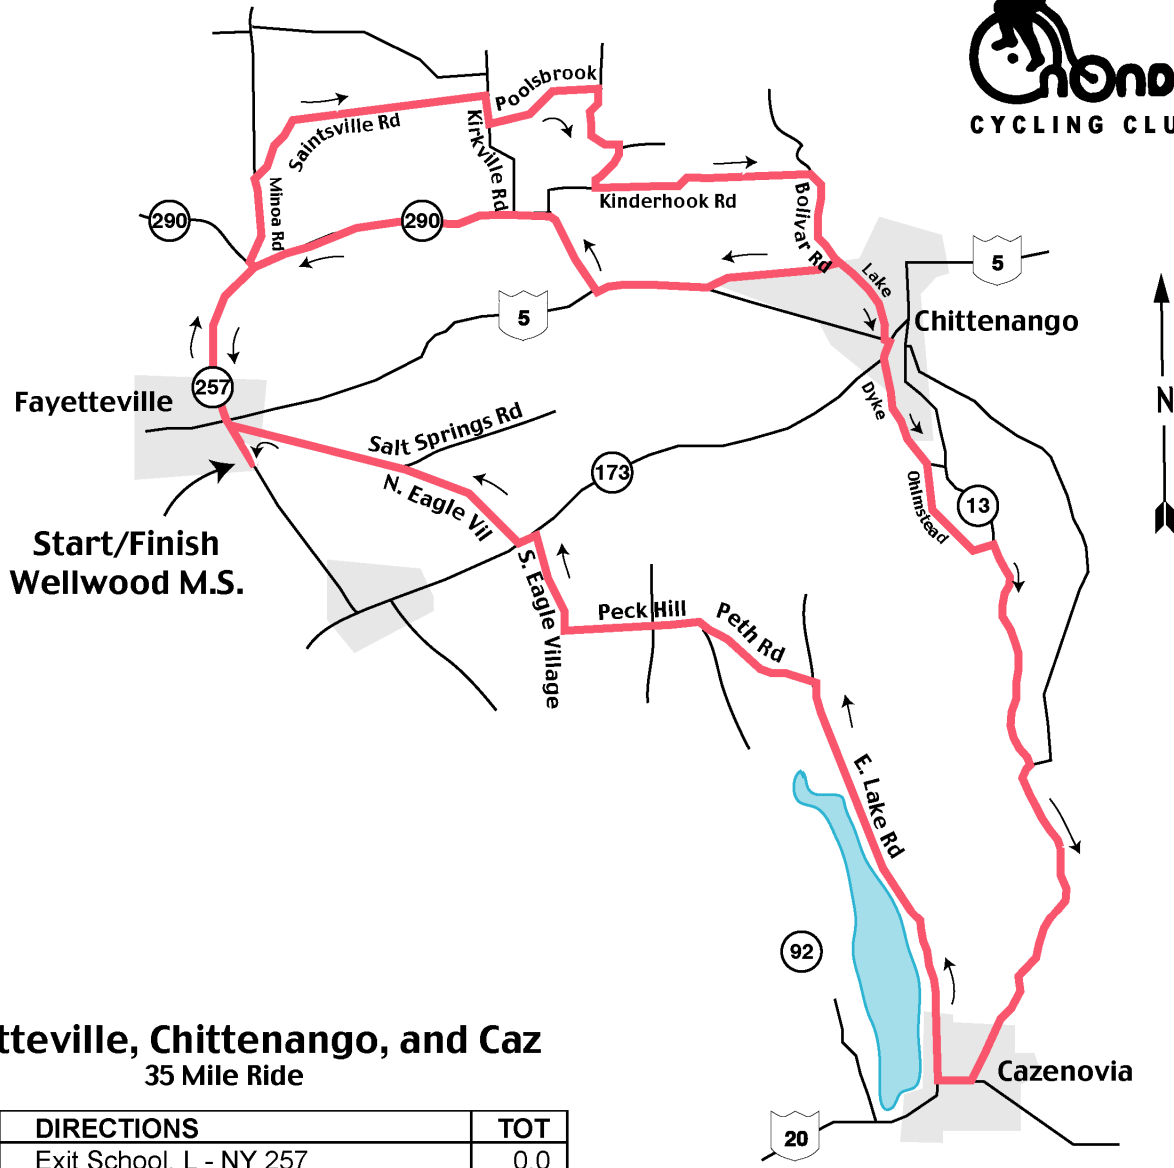 nOnD
CYCLING CLU
Poolsbrook
Saintsville Rd
Kirkville Rd
Minoa Rd
290
290
Kinderhook Rd
Bolivar Rd
Lake
5
5
Chittenango
257
Fayetteville
Dyke
Salt Springs Rd
N. Eagle Vil
173
Ohlmstead
13
N
Start/Finish
Wellwood M.S.
S. Eagle Village
Peck Hill
Peth Rd
E. Lake Rd
92
tteville, Chittenango, and Caz
35 Mile Ride
Cazenovia
20
DIRECTIONS TOT
Exit School, L - NY 257 0.0